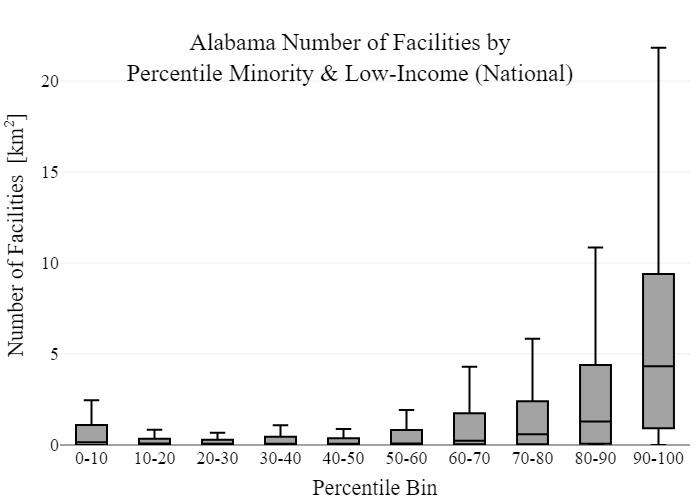 Alabama Number of Facilities by
Percentile Minority & Low-Income (National)
Number of Facilities [km²]
20
15
10
5
0
0-10 10-20 20-30 30-40 40-50 50-60 60-70 70-80 80-90 90-100
Percentile Bin